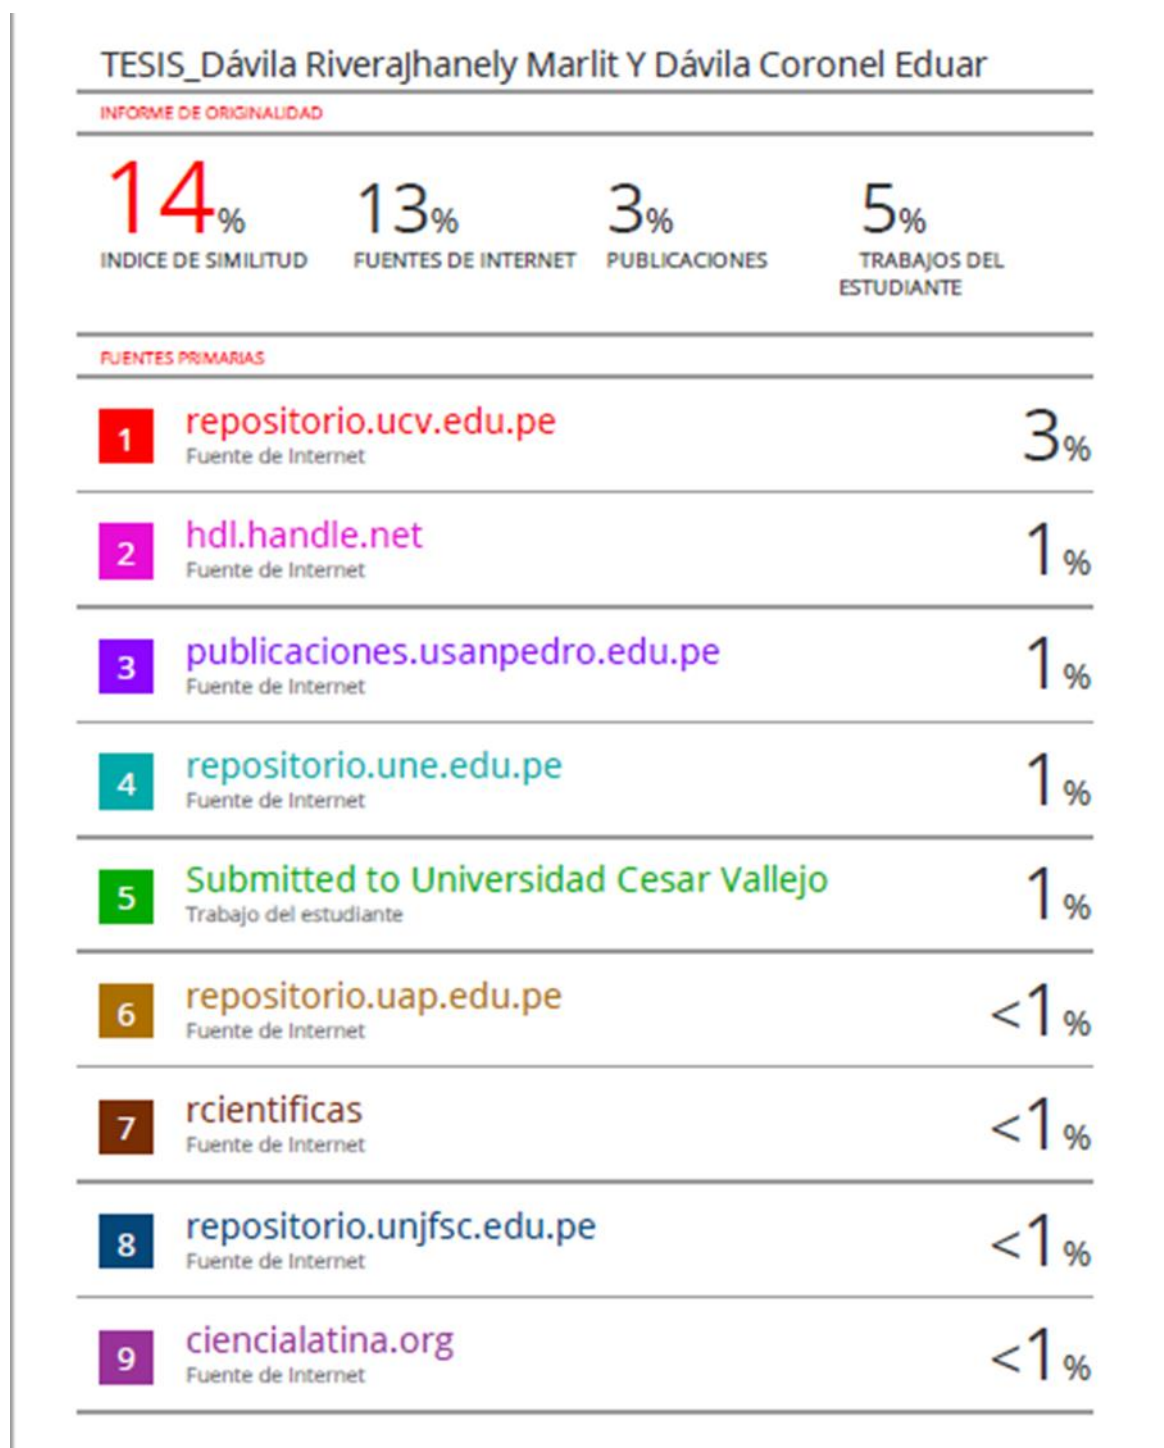 TESIS_Dávila RiveraJhanely Marlit Y Dávila Coronel Eduar
INFORME DE ORIGINALIDAD
14% 13% 3% 5%
INDICE DE SIMILITUD FUENTES DE INTERNET PUBLICACIONES TRABAJOS DEL
ESTUDIANTE
FUENTES PRIMARIAS
1 repositorio.ucv.edu.pe 3%
Fuente de Internet
2 hdl.handle.net 1%
Fuente de Internet
3 publicaciones.usanpedro.edu.pe 1%
Fuente de Internet
4 repositorio.une.edu.pe 1%
Fuente de Internet
5 Submitted to Universidad Cesar Vallejo 1%
Trabajo del estudiante
6 repositorio.uap.edu.pe <1%
Fuente de Internet
7 rcientificas <1%
Fuente de Internet
8 repositorio.unjfsc.edu.pe <1%
Fuente de Internet
9 ciencialatina.org <1%
Fuente de Internet